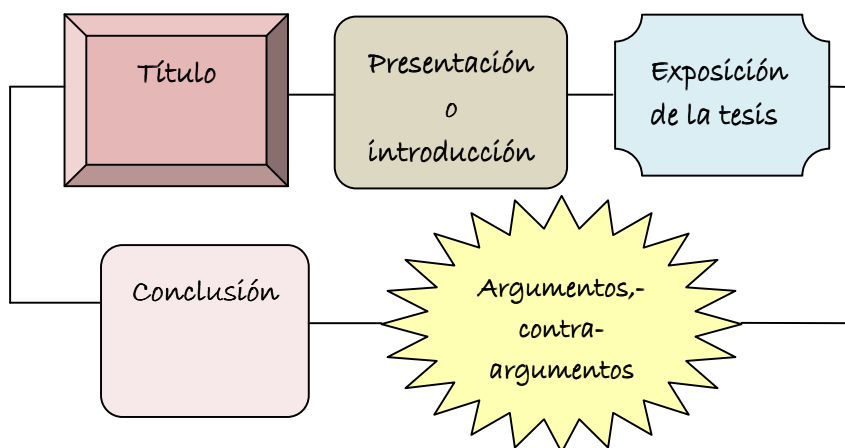 Título
Presentación
o
introducción
Exposición
de la tesis
Argumentos,-
contra-
argumentos
Conclusión